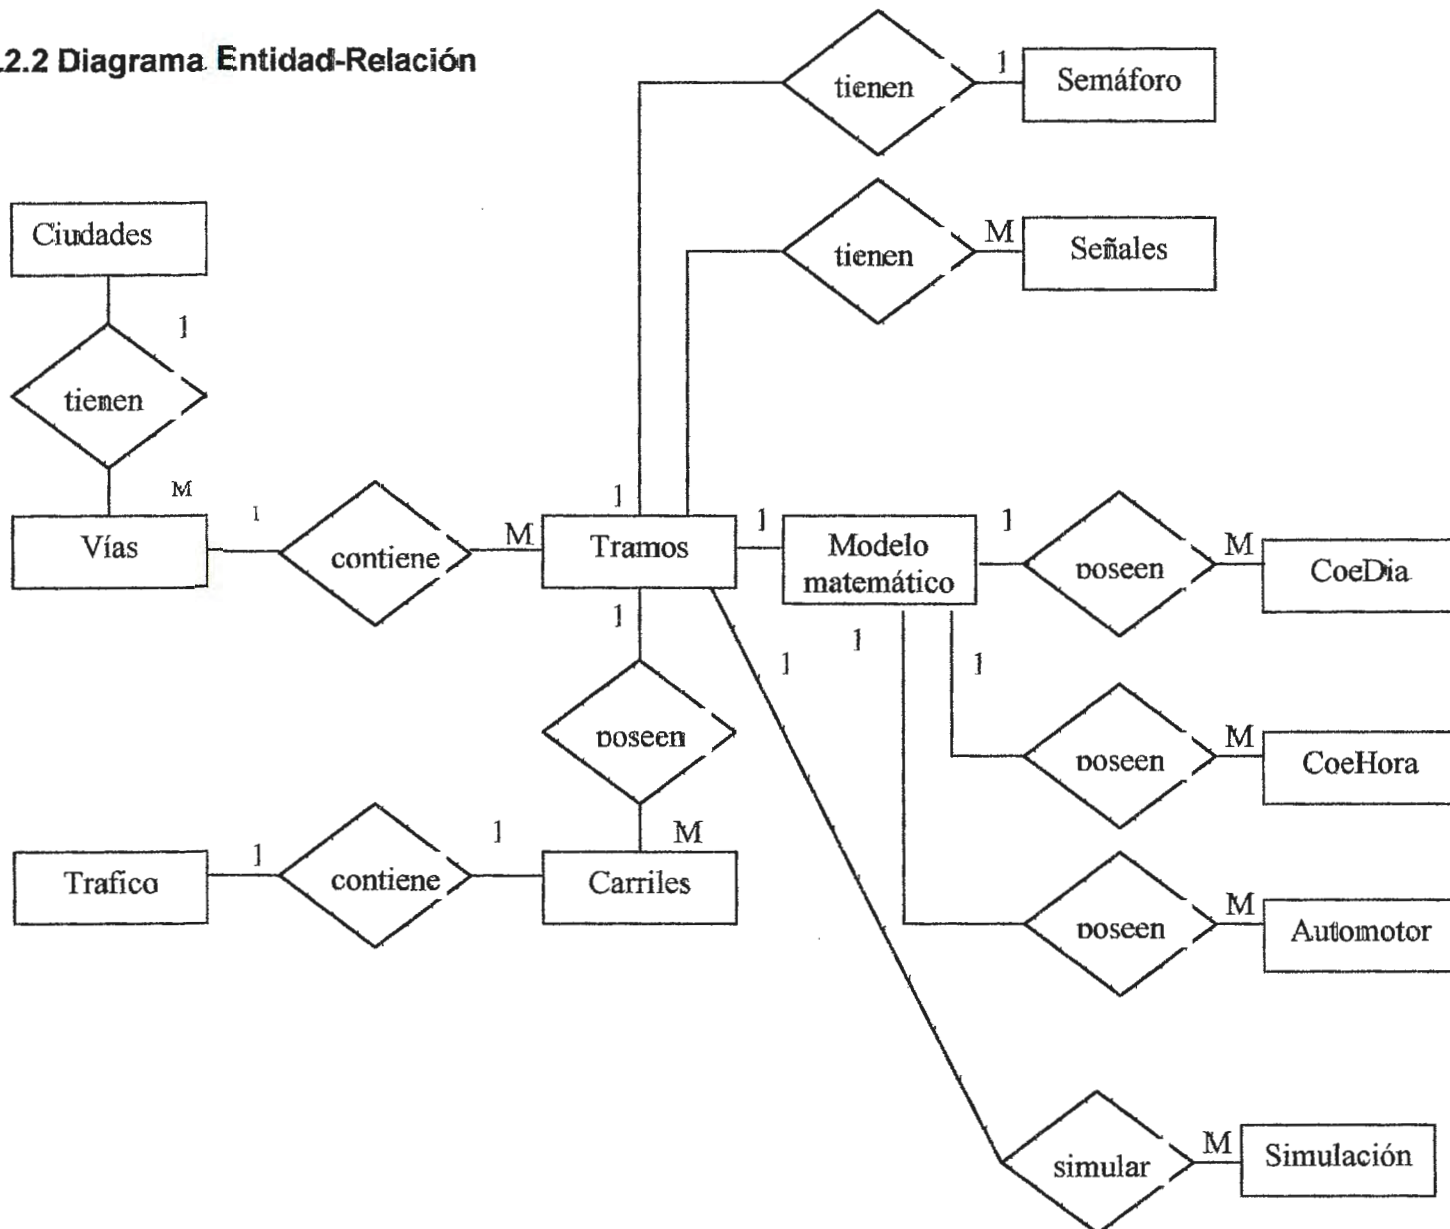 .2.2 Diagrama Entidad-Relación
tienen
1
Semáforo
tienen
M
Señales
Ciudades
1
tienen
M
Vías
1
contiene
M
1
Tramos
1
Modelo
matemático
1
poseen
M
CoeDia
1
poseen
M
Carriles
1
contiene
1
Trafico
1
1
1
poseen
M
CoeHora
poseen
M
Automotor
simular
M
Simulación